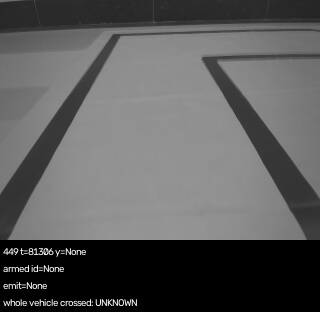 449 t=81306 y=None
armed id=None
emit=None
whole vehicle crossed: UNKNOWN